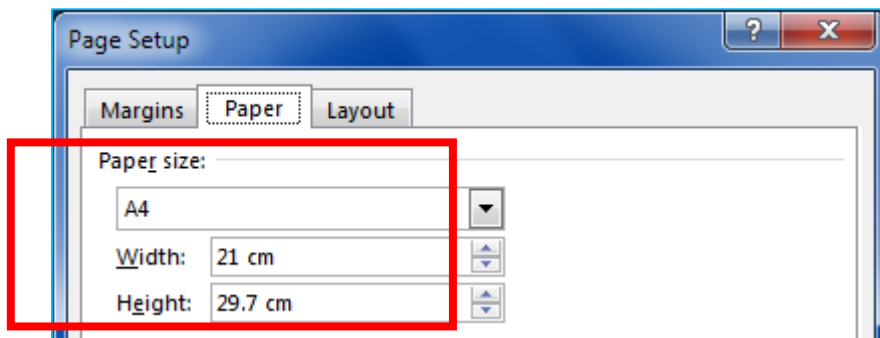 Page Setup
Margins Paper Layout
Paper size:
A4
Width: 21 cm
Height: 29.7 cm